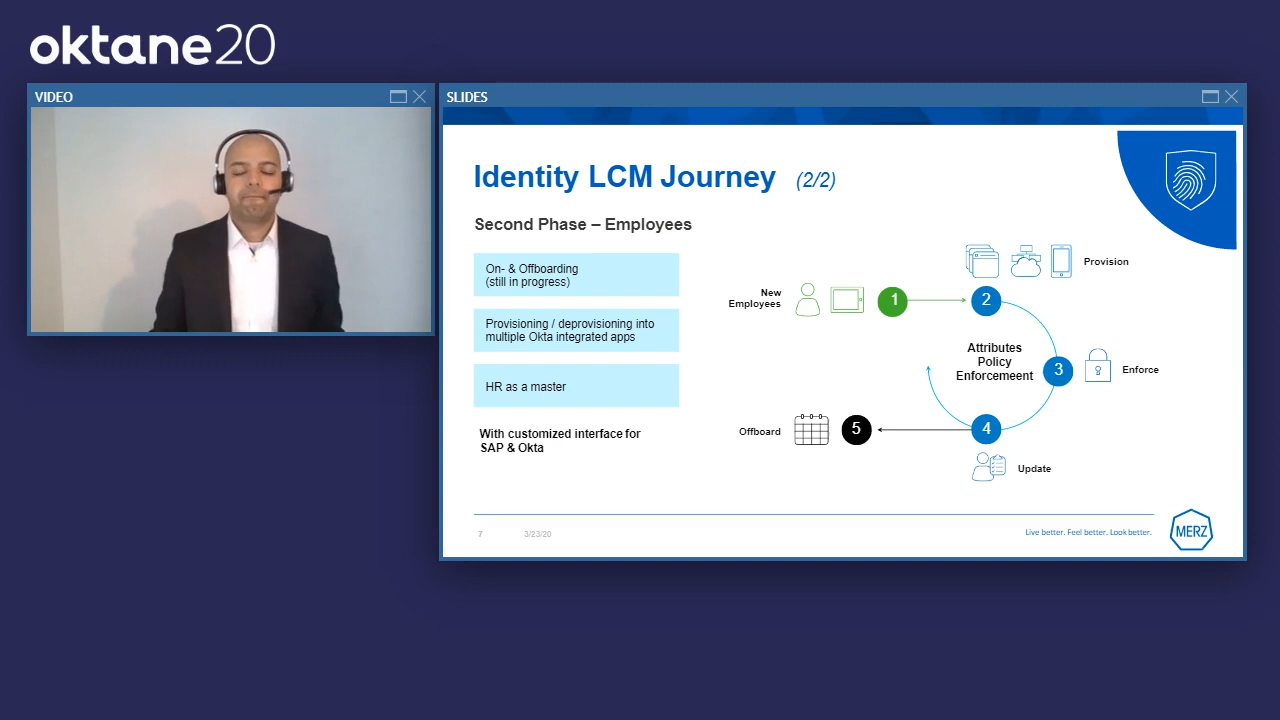 oktane20
VIDEO
SLIDES
Identity LCM Journey (2/2)
Second Phase – Employees
On- & Offboarding
(still in progress)
Provisioning / deprovisioning into
multiple Okta integrated apps
HR as a master
With customized interface for
SAP & Okta
New
Employees
1
2
Provision
Attributes
Policy
Enforcemeent
3
Enforce
Offboard
5
4
Update
7
3/23/20
Live better. Feel better. Look better.
MERZ